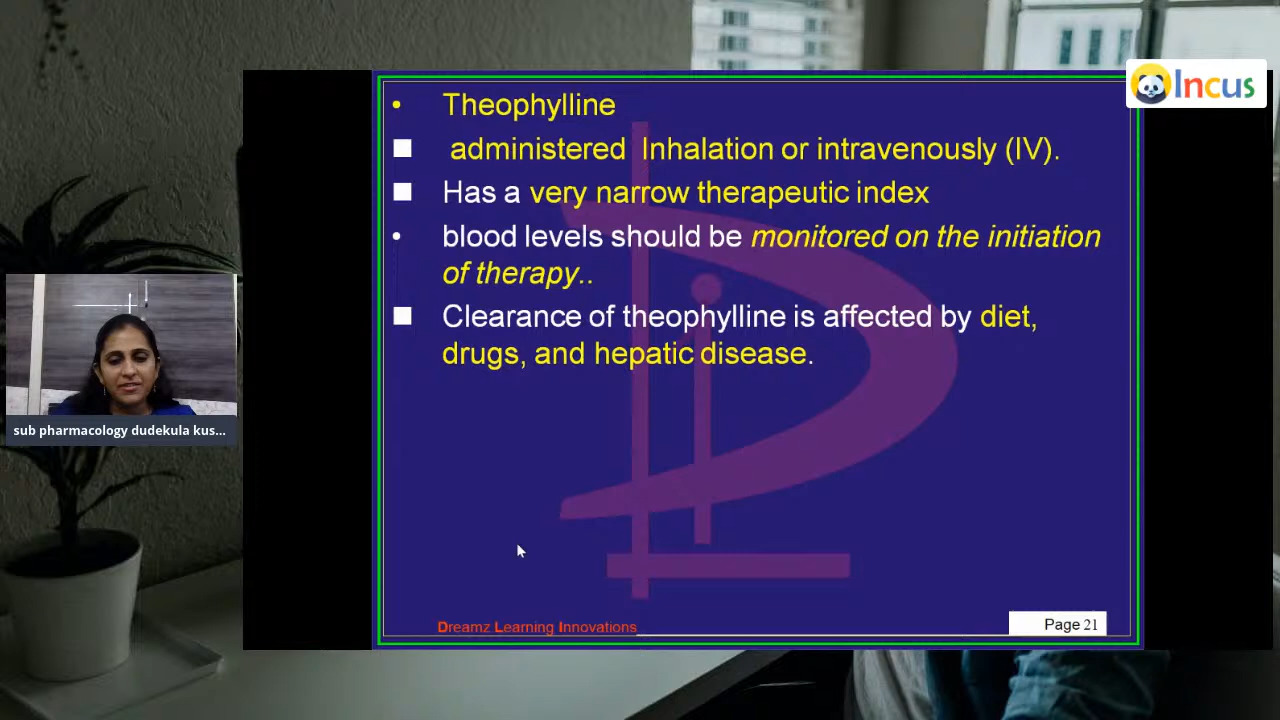 Incus
• Theophylline
■ administered Inhalation or intravenously (IV).
■ Has a very narrow therapeutic index
• blood levels should be monitored on the initiation
of therapy..
■ Clearance of theophylline is affected by diet,
drugs, and hepatic disease.
sub pharmacology dudekula kus...
Dreamz Learning Innovations
Page 21